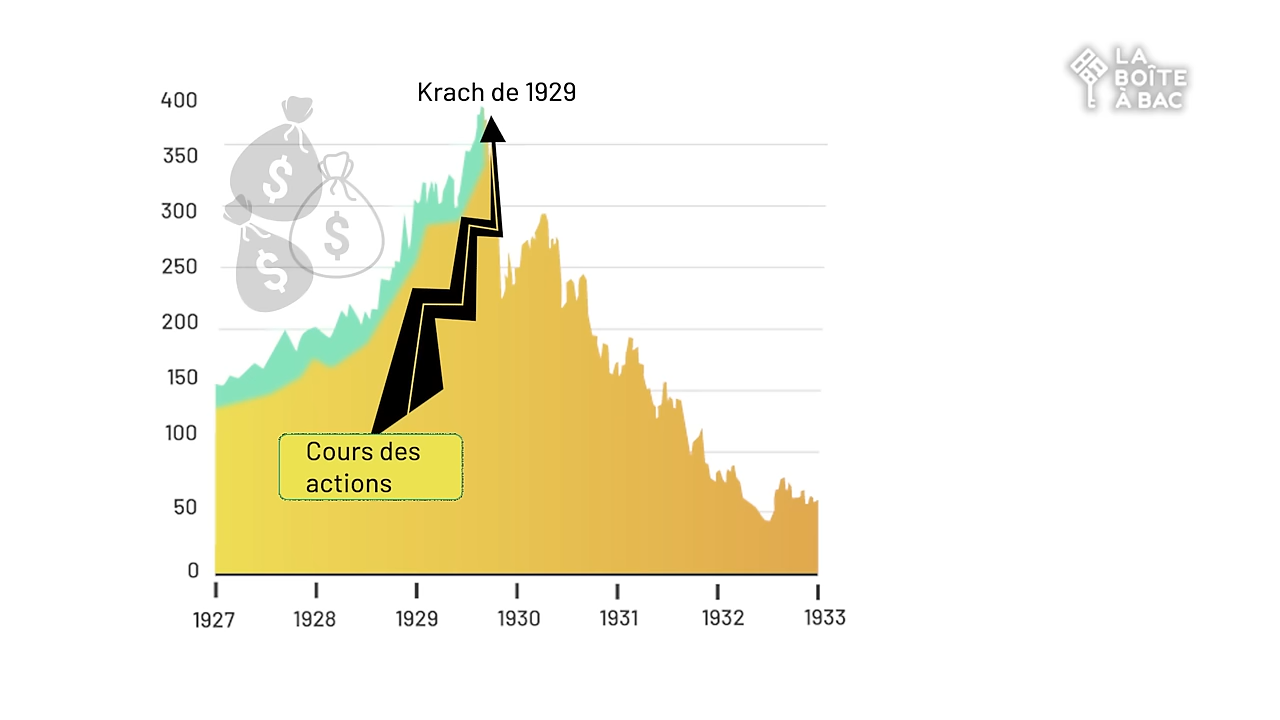 LA
BOÎTE
À BAC
Krach de 1929
400
350
300
250
200
150
100
50
0
$
$
$
Cours des
actions
1927 1928 1929 1930 1931 1932 1933